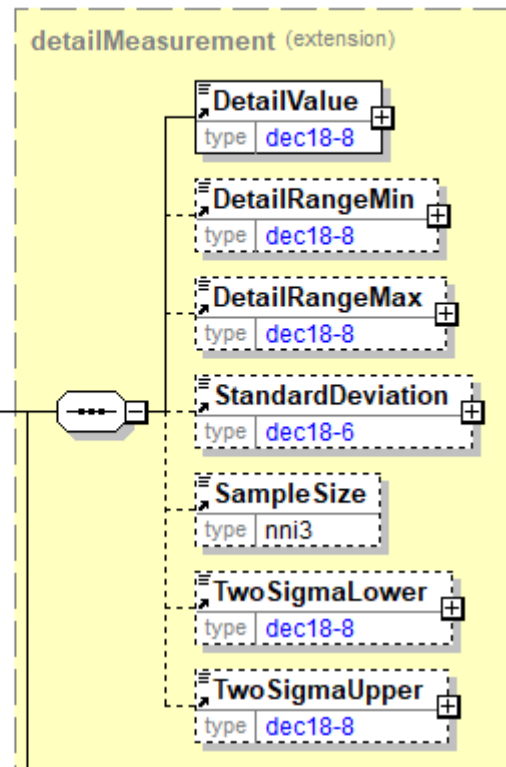 detailMeasurement (extension)
DetailValue
type dec18-8
DetailRangeMin
type dec18-8
DetailRangeMax
type dec18-8
StandardDeviation
type dec18-6
SampleSize
type nni3
TwoSigmaLower
type dec18-8
TwoSigmaUpper
type dec18-8